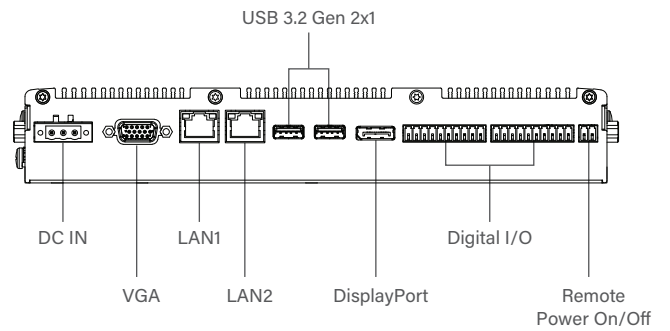 USB 3.2 Gen 2x1
DC IN
LAN1
Digital I/O
VGA
LAN2
DisplayPort
Remote
Power On/Off